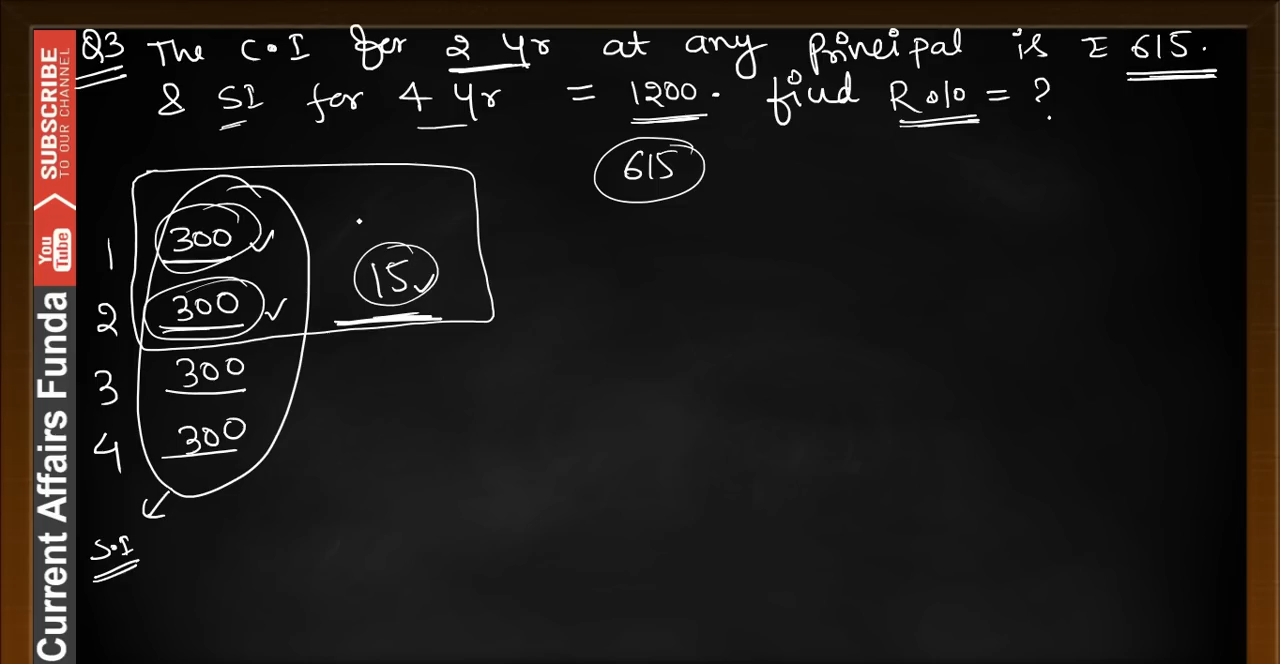 Q3 The C.I for 2 yr at any Principal is = 615.
& SI for 4 yr = 1200. find R% = ?
615
1 300
15
2 300
3 300
4 300
S.I
SUBSCRIBE
TO OUR CHANNEL
You Tube
Current Affairs Funda